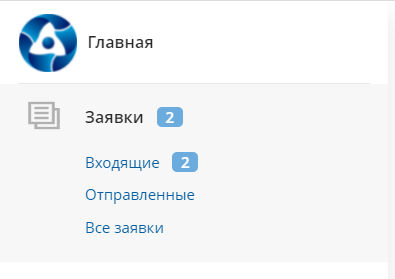 Главная
Заявки 2
Входящие 2
Отправленные
Все заявки